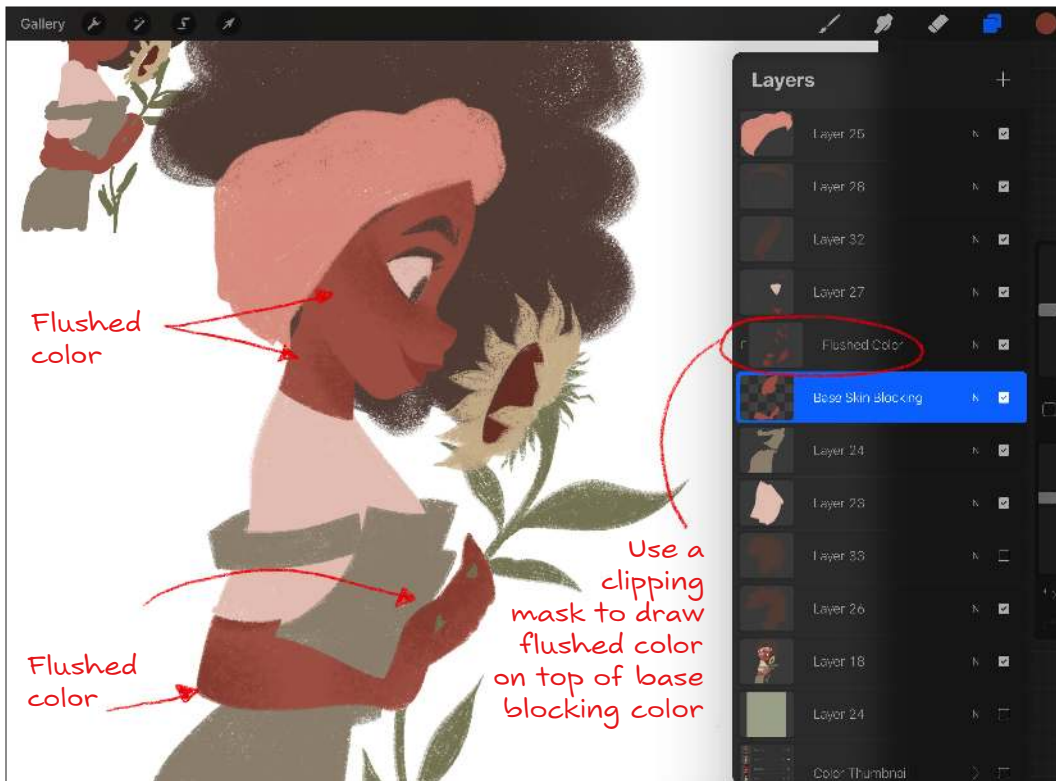 Gallery
Layers
Layer 25
N
Layer 28
N
Layer 32
N
Layer 27
N
Flushed Color
N
Base Skin Blocking
N
Layer 24
N
Layer 23
N
Layer 33
N
Layer 26
N
Layer 18
N
Layer 24
N
Color Thumbnai
Flushed
color
Flushed
color
Use a
clipping
mask to draw
flushed color
on top of base
blocking color